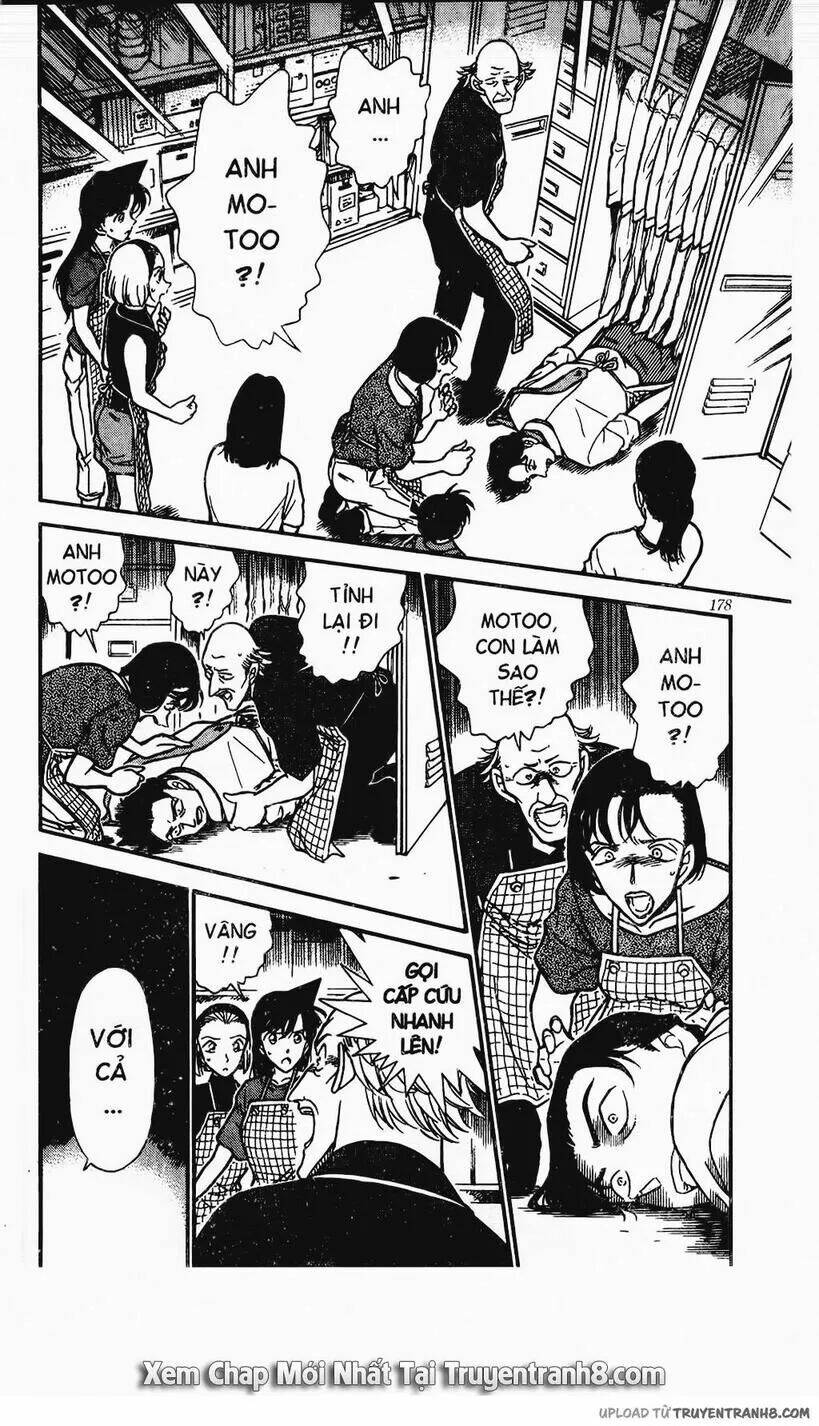 ANH
...
ANH
MO-
TOO
?!
178
ANH
MOTOO
?!
NÀY
?!
TỈNH
LẠI ĐI
!!
MOTOO,
CON LÀM
SAO
THẾ?!
ANH
MO-
TOO
?!
VÂNG
!!
GỌI
CẤP CỨU
NHANH
LÊN!
VỚI
CẢ
...
Xem Chap Mới Nhất Tại Truyentranh8.com
UPLOAD TỪ TRUYENTRANH8.COM